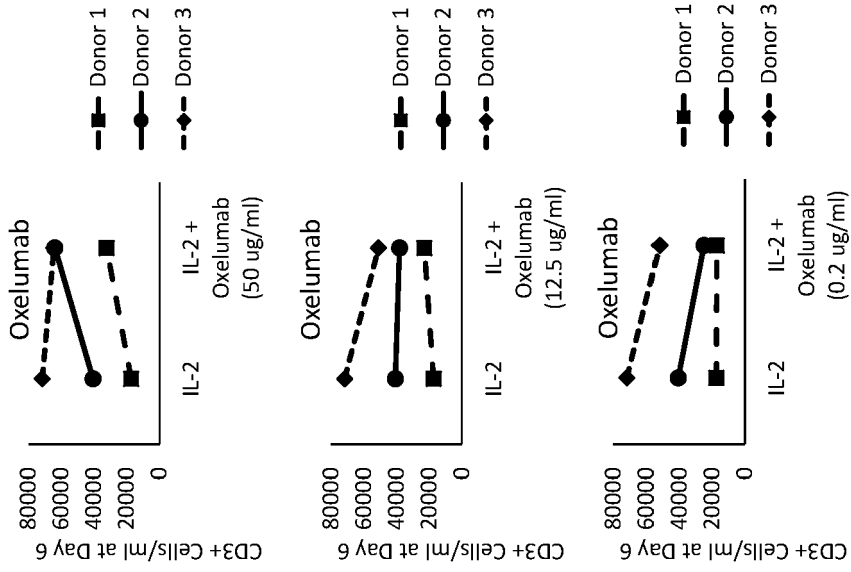 Oxelumab
CD3+ Cells/ml at Day 6
80000
60000
40000
20000
0
IL-2
IL-2 +
Oxelumab
(50 ug/ml)
Donor 1
Donor 2
Donor 3
Oxelumab
CD3+ Cells/ml at Day 6
80000
60000
40000
20000
0
IL-2
IL-2 +
Oxelumab
(12.5 ug/ml)
Donor 1
Donor 2
Donor 3
Oxelumab
CD3+ Cells/ml at Day 6
80000
60000
40000
20000
0
IL-2
IL-2 +
Oxelumab
(0.2 ug/ml)
Donor 1
Donor 2
Donor 3